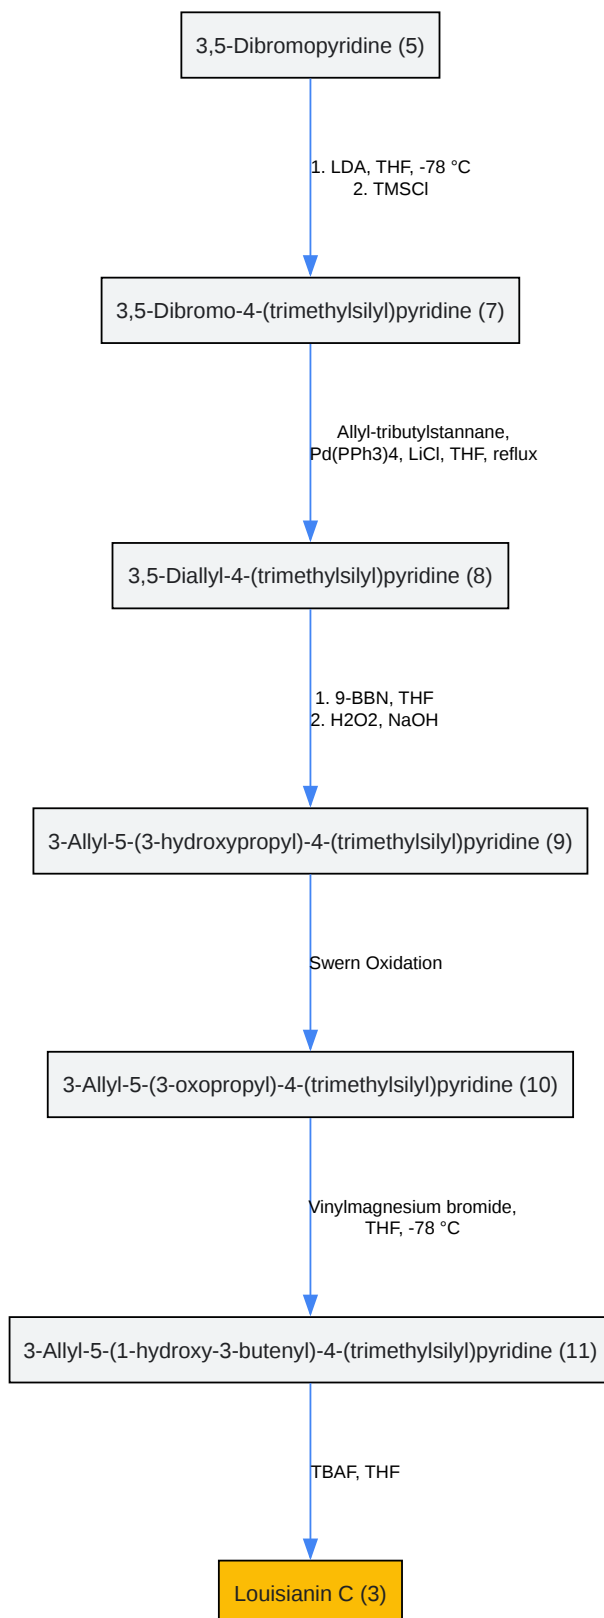 3,5-Dibromopyridine (5)
1. LDA, THF, -78 °C
2. TMSCl
3,5-Dibromo-4-(trimethylsilyl)pyridine (7)
Allyl-tributylstannane,
Pd(PPh3)4, LiCl, THF, reflux
3,5-Diallyl-4-(trimethylsilyl)pyridine (8)
1. 9-BBN, THF
2. H2O2, NaOH
3-Allyl-5-(3-hydroxypropyl)-4-(trimethylsilyl)pyridine (9)
Swern Oxidation
3-Allyl-5-(3-oxopropyl)-4-(trimethylsilyl)pyridine (10)
Vinylmagnesium bromide,
THF, -78 °C
3-Allyl-5-(1-hydroxy-3-butenyl)-4-(trimethylsilyl)pyridine (11)
TBAF, THF
Louisianin C (3)